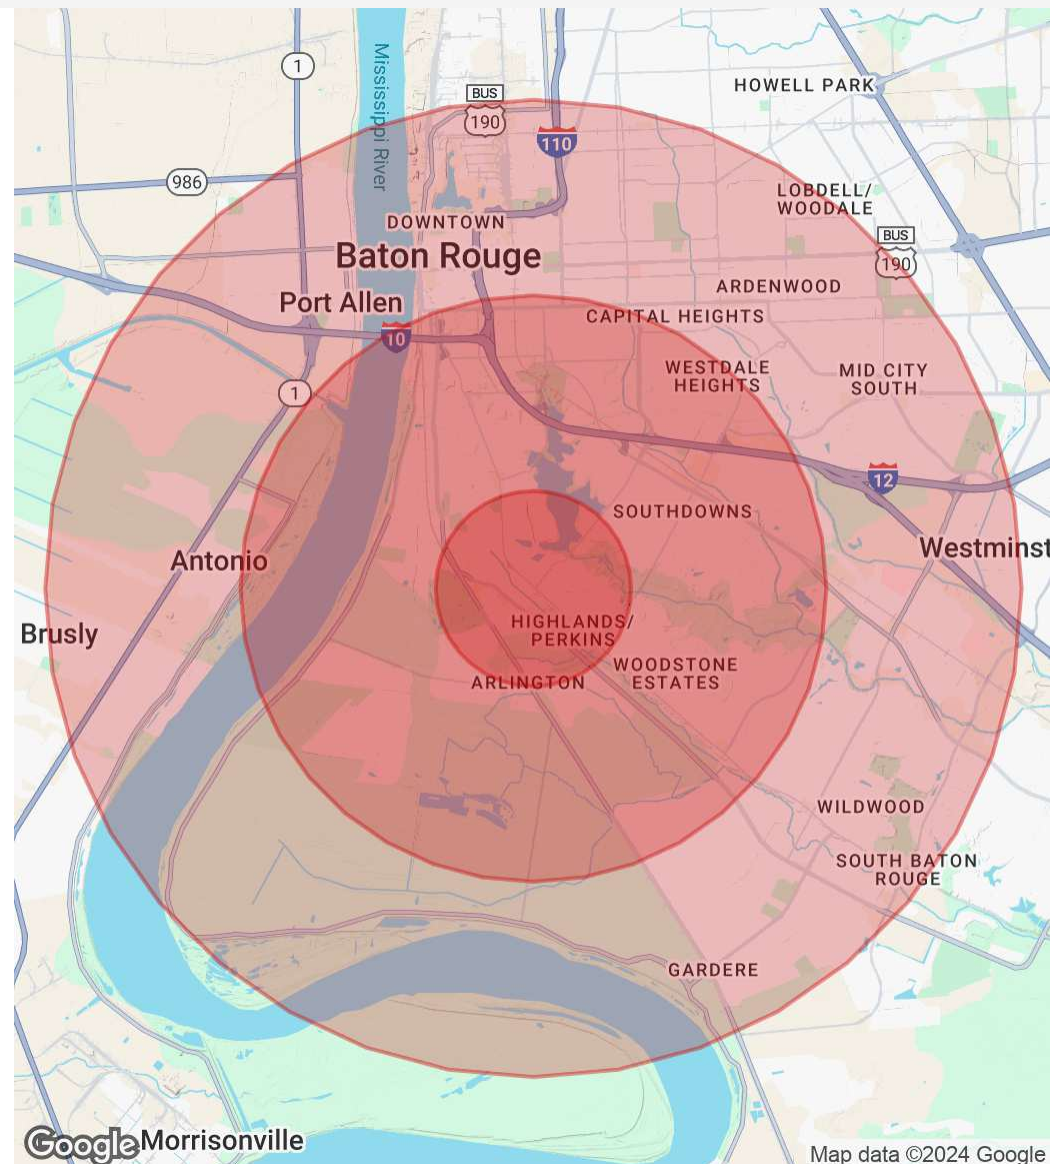 1
Mississippi River
BUS
190
HOWELL PARK
110
986
LOBDELL/
WOODALE
DOWNTOWN
BUS
190
Baton Rouge
ARDENWOOD
Port Allen
CAPITAL HEIGHTS
10
WESTDALE
HEIGHTS
MID CITY
SOUTH
1
12
SOUTHDOWNS
Westminst
Antonio
HIGHLANDS/
PERKINS
Brusly
WOODSTONE
ESTATES
ARLINGTON
WILDWOOD
SOUTH BATON
ROUGE
GARDERE
Google
Morrisonville
Map data ©2024 Google